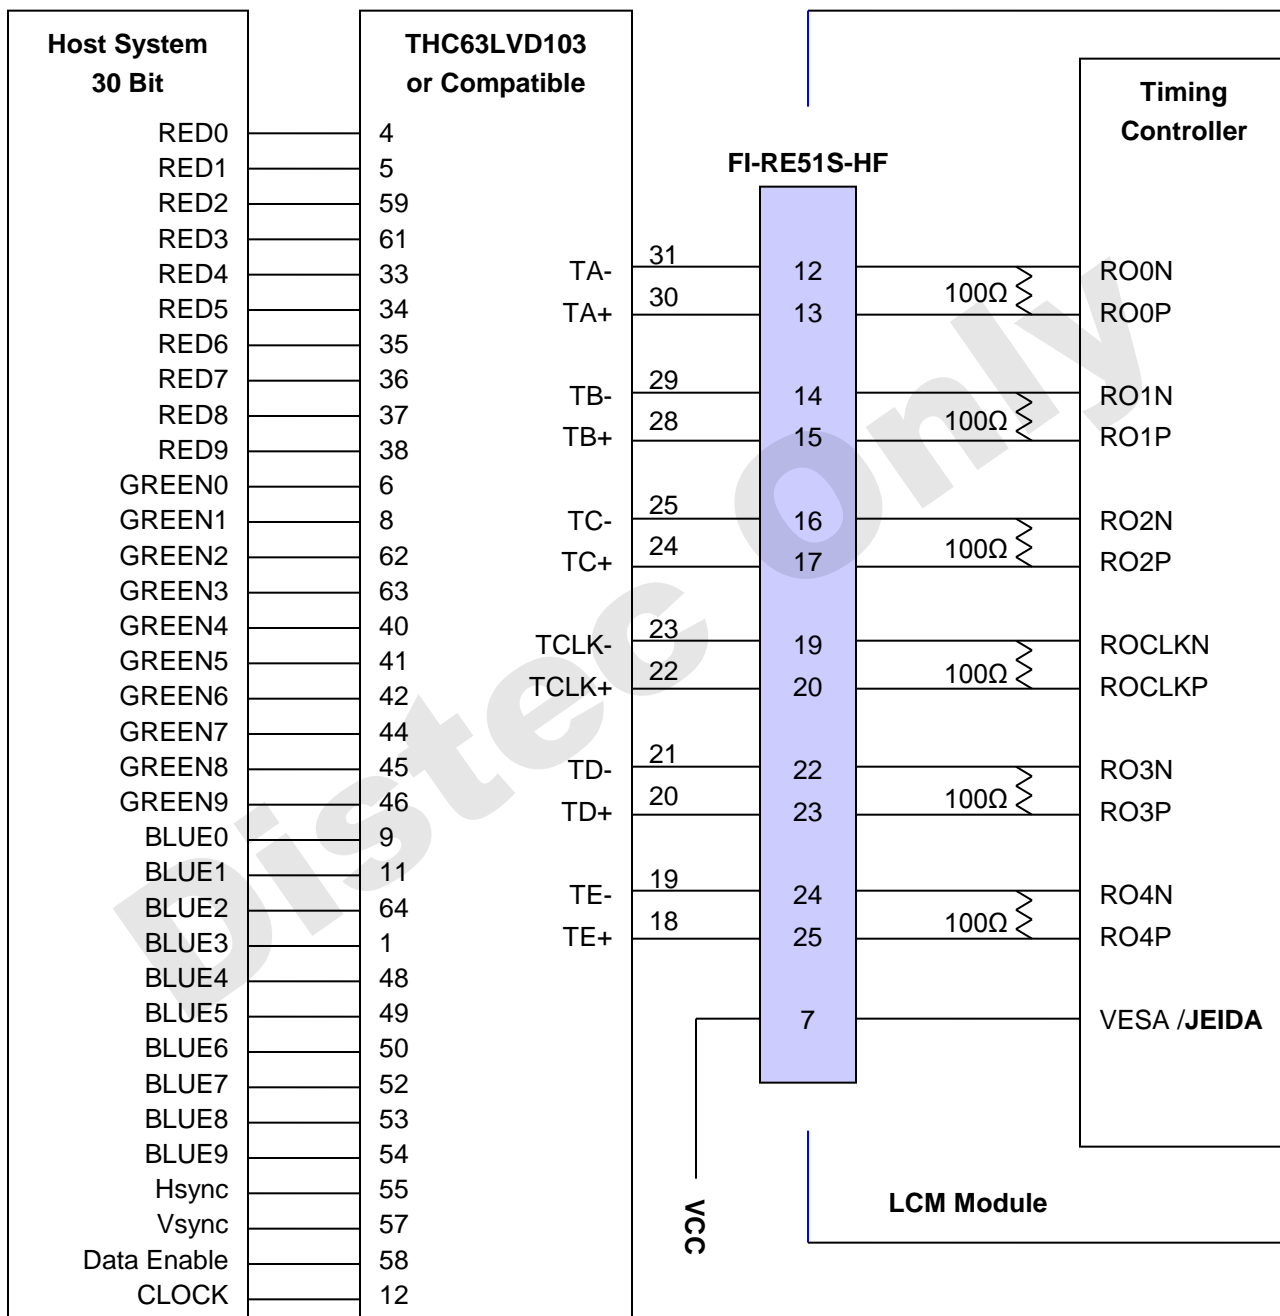 Host System
30 Bit
RED0
RED1
RED2
RED3
RED4
RED5
RED6
RED7
RED8
RED9
GREEN0
GREEN1
GREEN2
GREEN3
GREEN4
GREEN5
GREEN6
GREEN7
GREEN8
GREEN9
BLUE0
BLUE1
BLUE2
BLUE3
BLUE4
BLUE5
BLUE6
BLUE7
BLUE8
BLUE9
Hsync
Vsync
Data Enable
CLOCK
THC63LVD103
or Compatible
4
5
59
61
33
34
35
36
37
38
6
8
62
63
40
41
42
44
45
46
9
11
64
1
48
49
50
52
53
54
55
57
58
12
TA- 31
TA+ 30
TB- 29
TB+ 28
TC- 25
TC+ 24
TCLK- 23
TCLK+ 22
TD- 21
TD+ 20
TE- 19
TE+ 18
VCC
FI-RE51S-HF
12
13
14
15
16
17
19
20
22
23
24
25
7
100Ω
100Ω
100Ω
100Ω
100Ω
100Ω
Timing
Controller
RO0N
RO0P
RO1N
RO1P
RO2N
RO2P
ROCLKN
ROCLKP
RO3N
RO3P
RO4N
RO4P
VESA /JEIDA
LCM Module
Distec Only